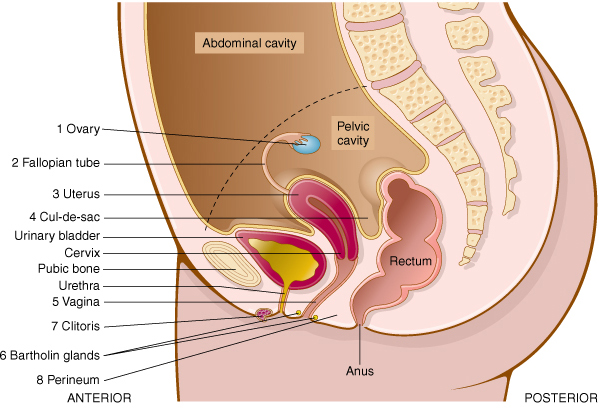 Abdominal cavity
Pelvic
cavity
1 Ovary
2 Fallopian tube
3 Uterus
4 Cul-de-sac
Urinary bladder
Cervix
Pubic bone
Urethra
5 Vagina
7 Clitoris
6 Bartholin glands
8 Perineum
Rectum
Anus
ANTERIOR
POSTERIOR